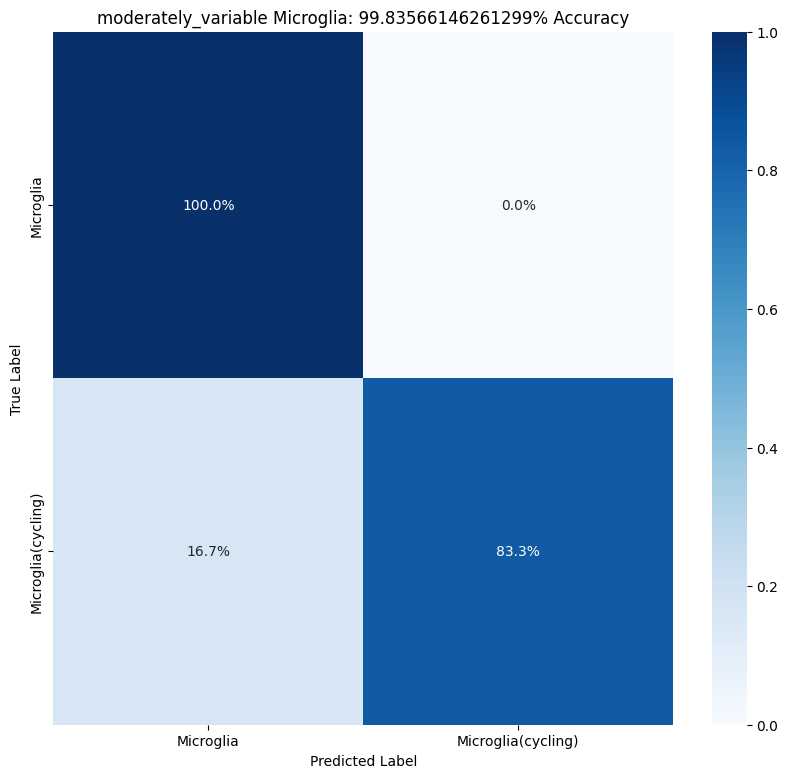 moderately_variable Microglia: 99.83566146261299% Accuracy
1.0
Microglia
100.0%
0.0%
0.8
0.6
True Label
0.4
Microglia(cycling)
16.7%
83.3%
0.2
0.0
Microglia
Microglia(cycling)
Predicted Label